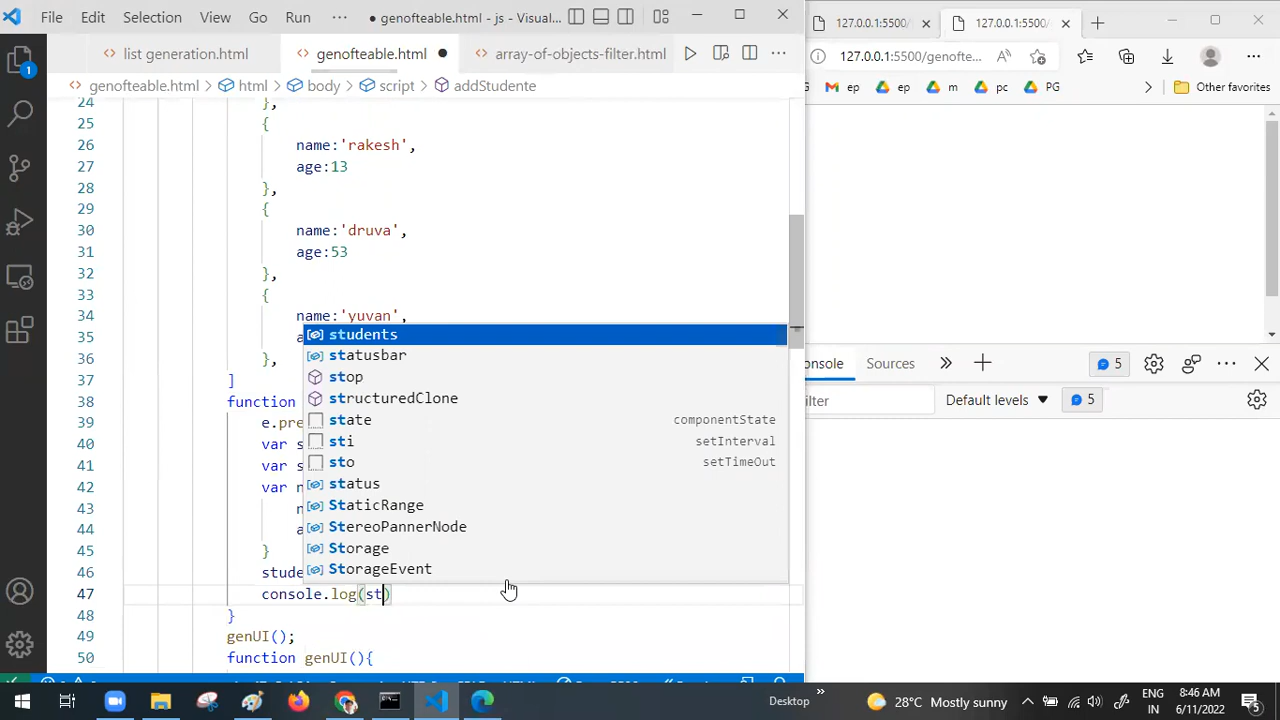 File Edit Selection View Go Run ··· ● genofteable.html - js - Visual...
list generation.html genofteable.html ● array-of-objects-filter.html
genofteable.html > html > body > script > addStudente
24 },
25 {
26 name:'rakesh',
27 age:13
28 },
29 {
30 name:'druva',
31 age:53
32 },
33 {
34 name:'yuvan',
35 a
36 },
37 ]
38 function
39 e.pre
40 var s
41 var s
42 var n
43 n
44 a
45 }
46 stude
47 console.log(st)
48 }
49 genUI();
50 function genUI(){
students
statusbar
stop
structuredClone
state componentState
sti setInterval
sto setTimeOut
status
StaticRange
StereoPannerNode
Storage
StorageEvent
127.0.0.1:5500/ 127.0.0.1:5500/
127.0.0.1:5500/genofte...
ep ep m pc PG Other favorites
onsole Sources 5
ilter Default levels 5
Desktop 28°C Mostly sunny ENG IN 8:46 AM 6/11/2022 5
1